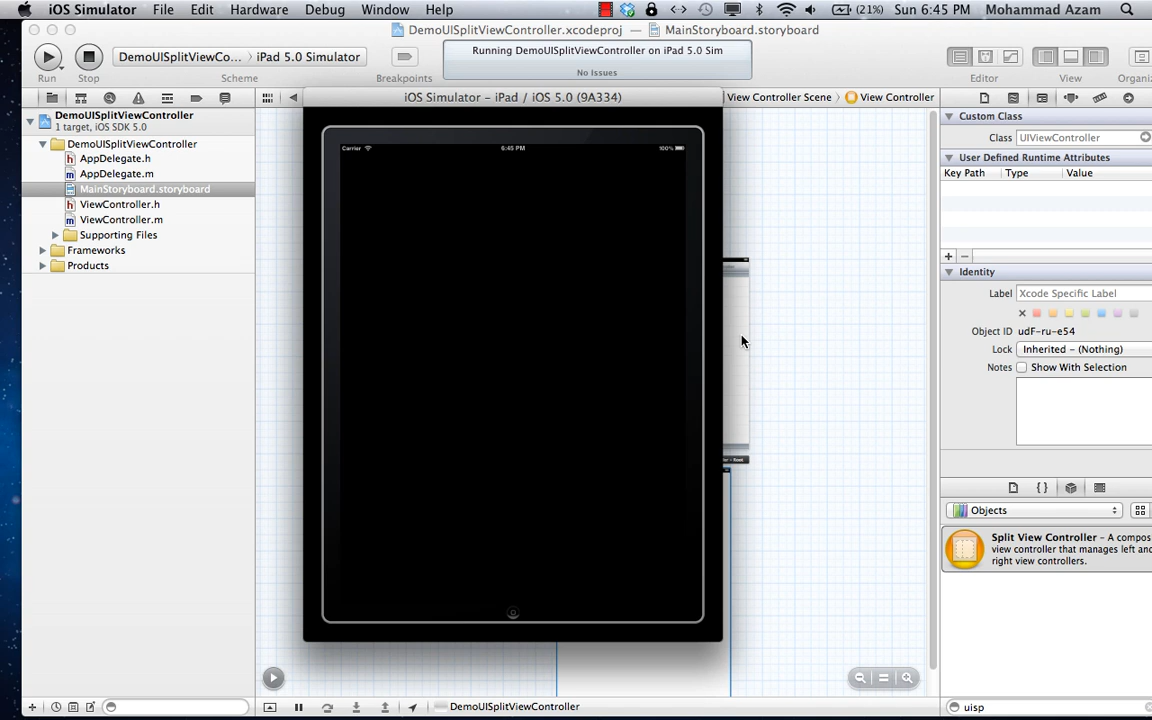 iOS Simulator File Edit Hardware Debug Window Help (21%) Sun 6:45 PM Mohammad Azam
DemoUISplitViewController.xcodeproj — MainStoryboard.storyboard
DemoUISplitViewCo... iPad 5.0 Simulator
Running DemoUISplitViewController on iPad 5.0 Sim
No Issues
Run Stop Scheme Breakpoints Editor View Organiz
iOS Simulator – iPad / iOS 5.0 (9A334)
View Controller Scene View Controller
DemoUISplitViewController
1 target, iOS SDK 5.0
DemoUISplitViewController
AppDelegate.h
AppDelegate.m
MainStoryboard.storyboard
ViewController.h
ViewController.m
Supporting Files
Frameworks
Products
Carrier 6:45 PM 100%
Custom Class
Class UIViewController
User Defined Runtime Attributes
Key Path Type Value
Identity
Label Xcode Specific Label
Object ID udF-ru-e54
Lock Inherited – (Nothing)
Notes Show With Selection
Objects
Split View Controller – A compos
view controller that manages left and
right view controllers.
DemoUISplitViewController
uisp